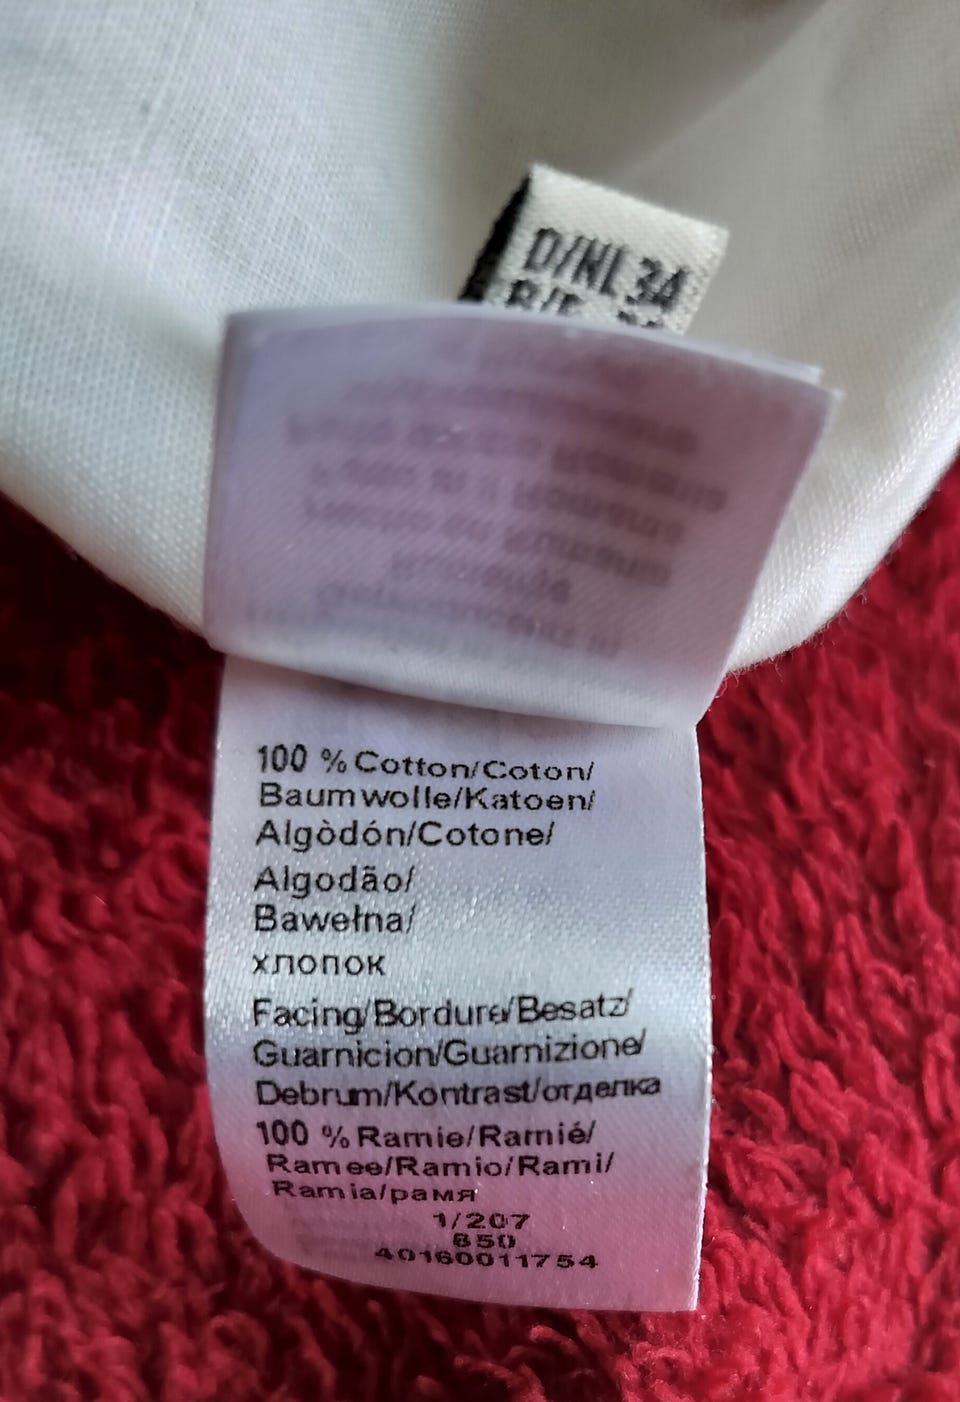 D/NL 34
100 % Cotton/Coton/
Baumwolle/Katoen/
Algòdón/Cotone/
Algodão/
Bawełna/
хлопок
Facing/Bordure/Besatz/
Guarnicion/Guarnizione/
Debrum/Kontrast/отделка
100 % Ramie/Ramié/
Ramee/Ramio/Rami/
Ramia/рамя
1/207
850
40160011754